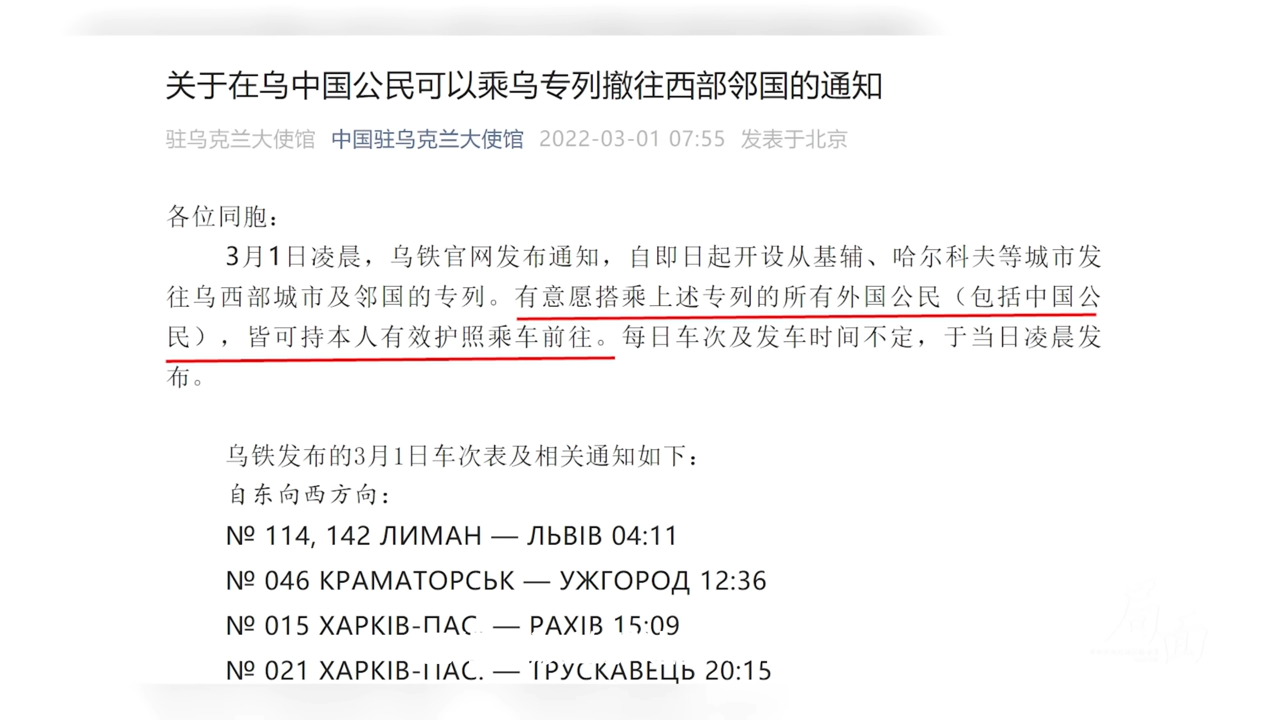 关于在乌中国公民可以乘乌专列撤往西部邻国的通知
驻乌克兰大使馆 中国驻乌克兰大使馆 2022-03-01 07:55 发表于北京
各位同胞：
3月1日凌晨，乌铁官网发布通知，自即日起开设从基辅、哈尔科夫等城市发
往乌西部城市及邻国的专列。有意愿搭乘上述专列的所有外国公民（包括中国公
民），皆可持本人有效护照乘车前往。每日车次及发车时间不定，于当日凌晨发
布。
乌铁发布的3月1日车次表及相关通知如下：
自东向西方向：
№ 114, 142 ЛИМАН — ЛЬВІВ 04:11
№ 046 КРАМАТОРСЬК — УЖГОРОД 12:36
№ 015 ХАРКІВ-ПАС. — РАХІВ 15:09
№ 021 ХАРКІВ-ПАС. — ТРУСКАВЕЦЬ 20:15
局面